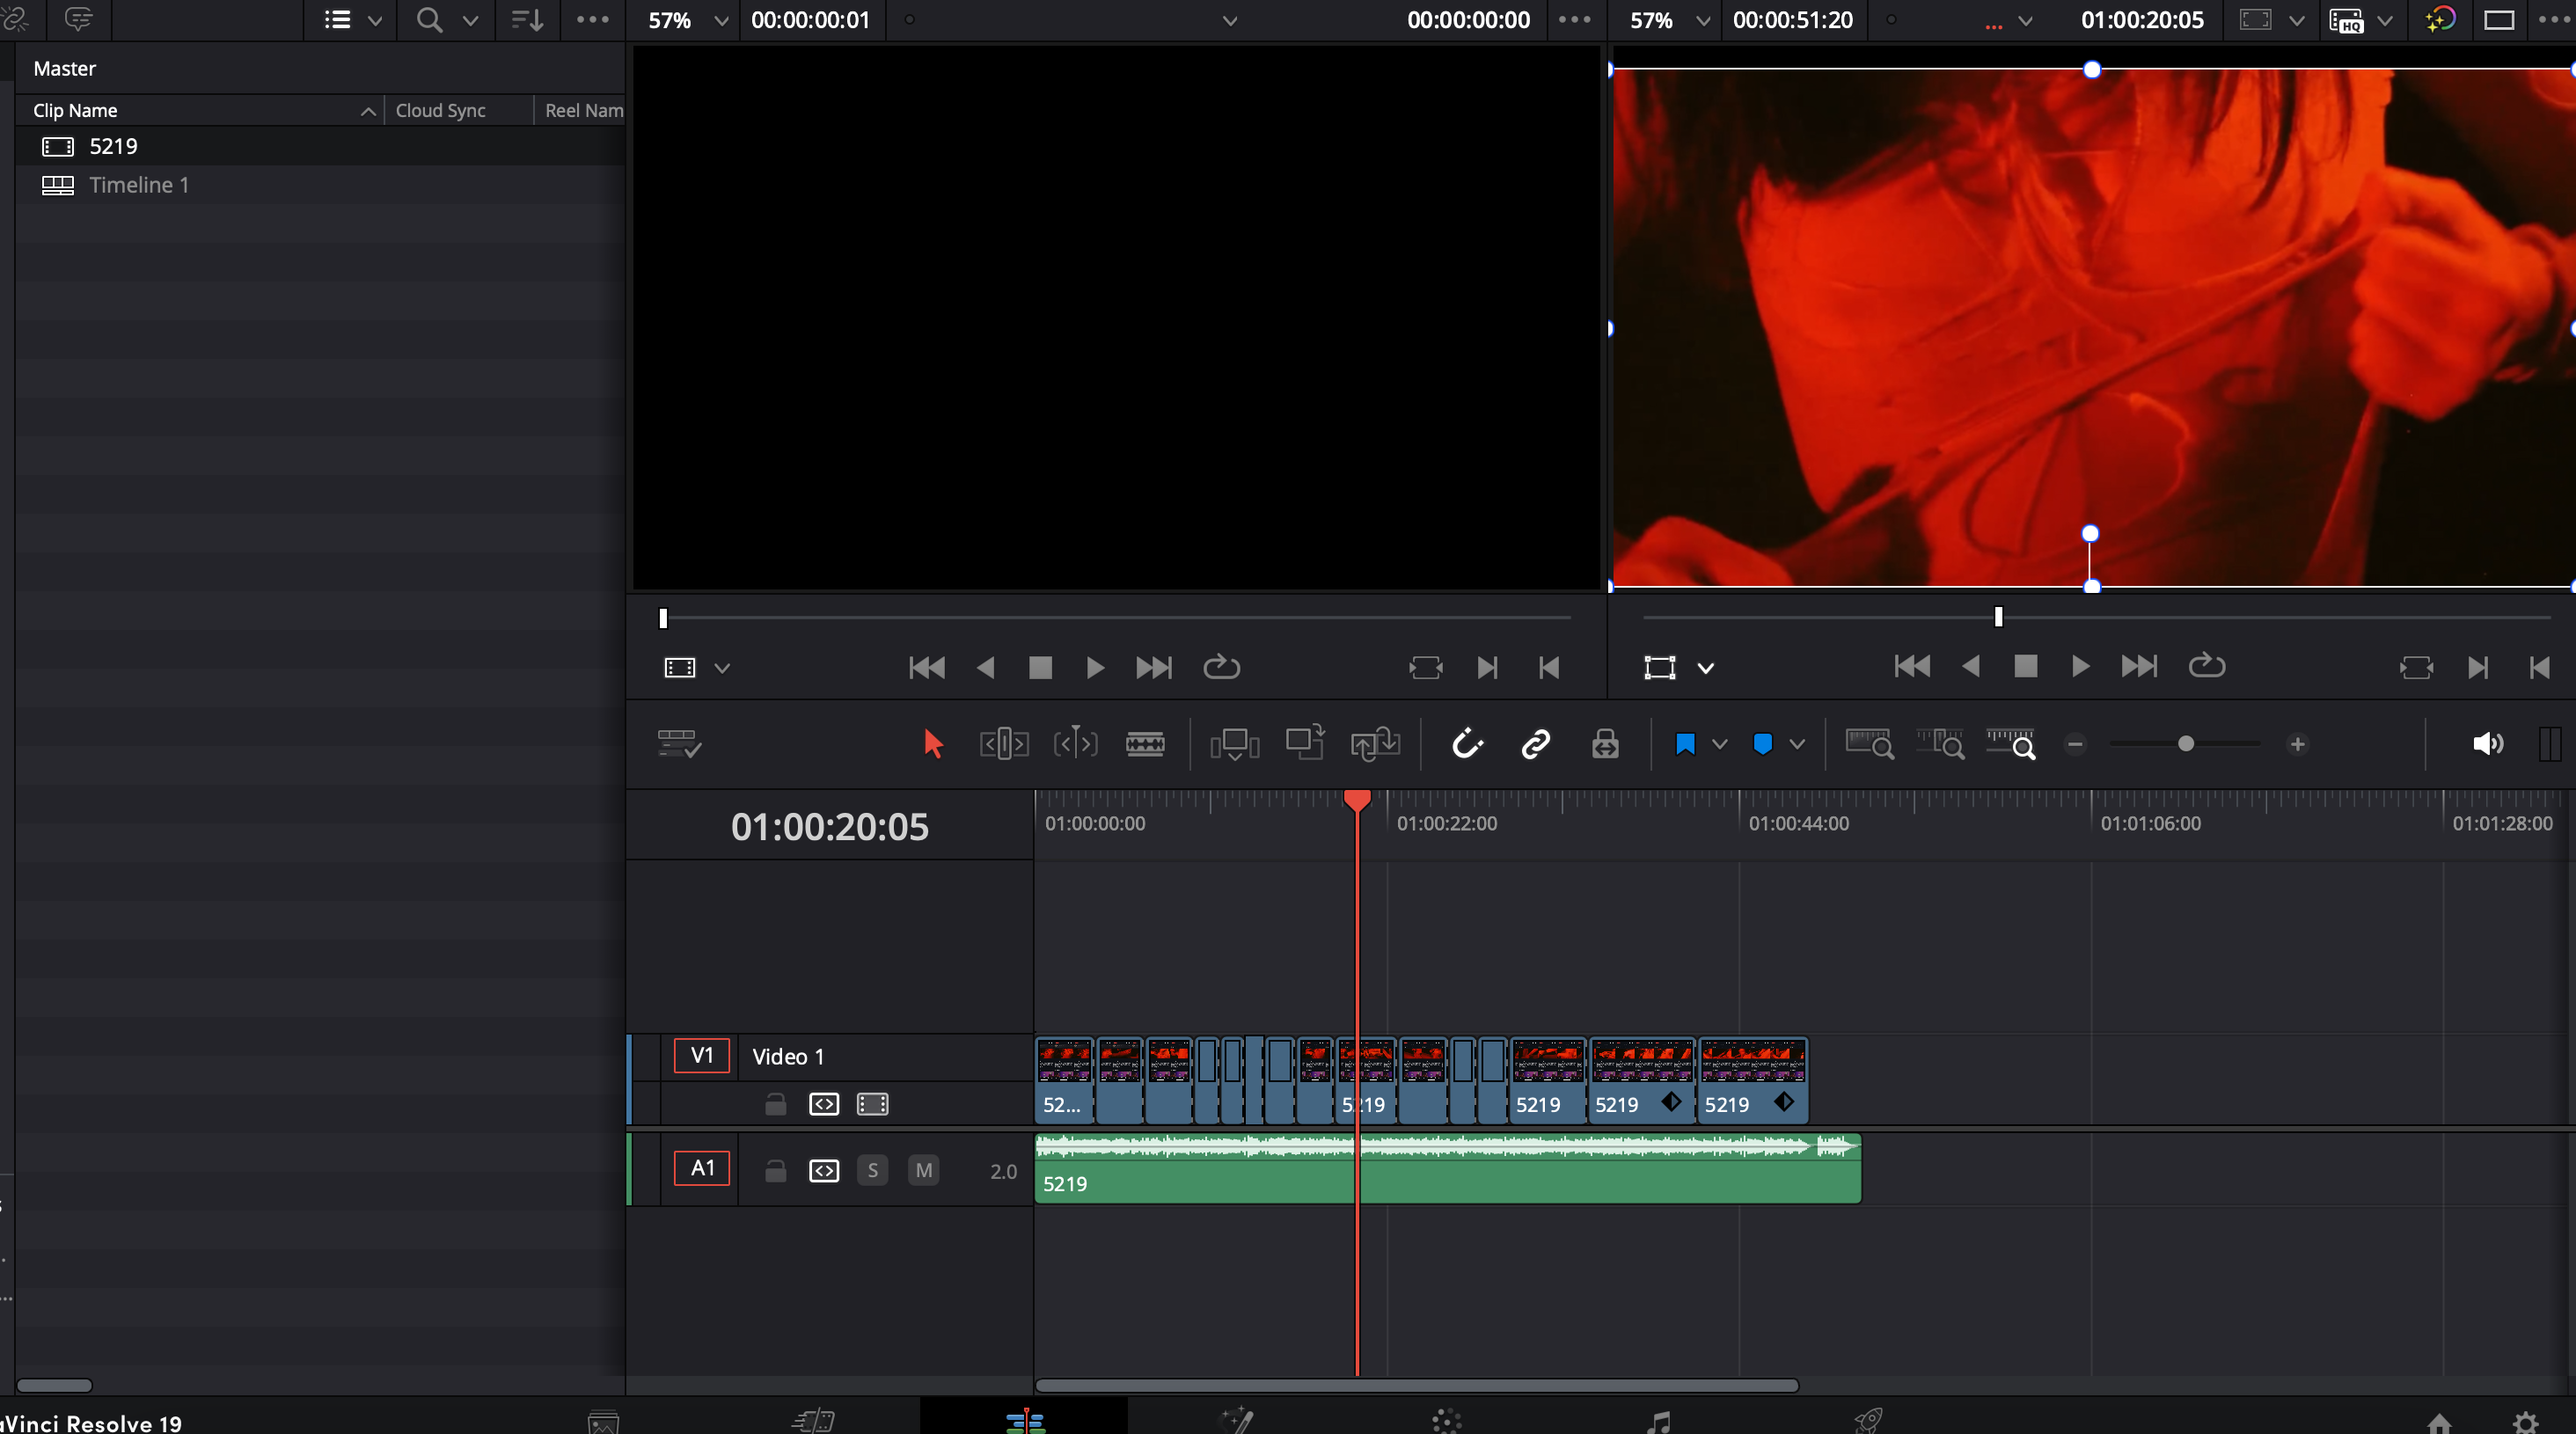 57%
00:00:00:01
00:00:00:00
57%
00:00:51:20
...
01:00:20:05
HQ
Master
Clip Name
Cloud Sync
Reel Nam
5219
Timeline 1
01:00:20:05
01:00:00:00
01:00:22:00
01:00:44:00
01:01:06:00
01:01:28:00
V1
Video 1
52...
5219
5219
5219
5219
A1
S
M
2.0
5219
aVinci Resolve 19